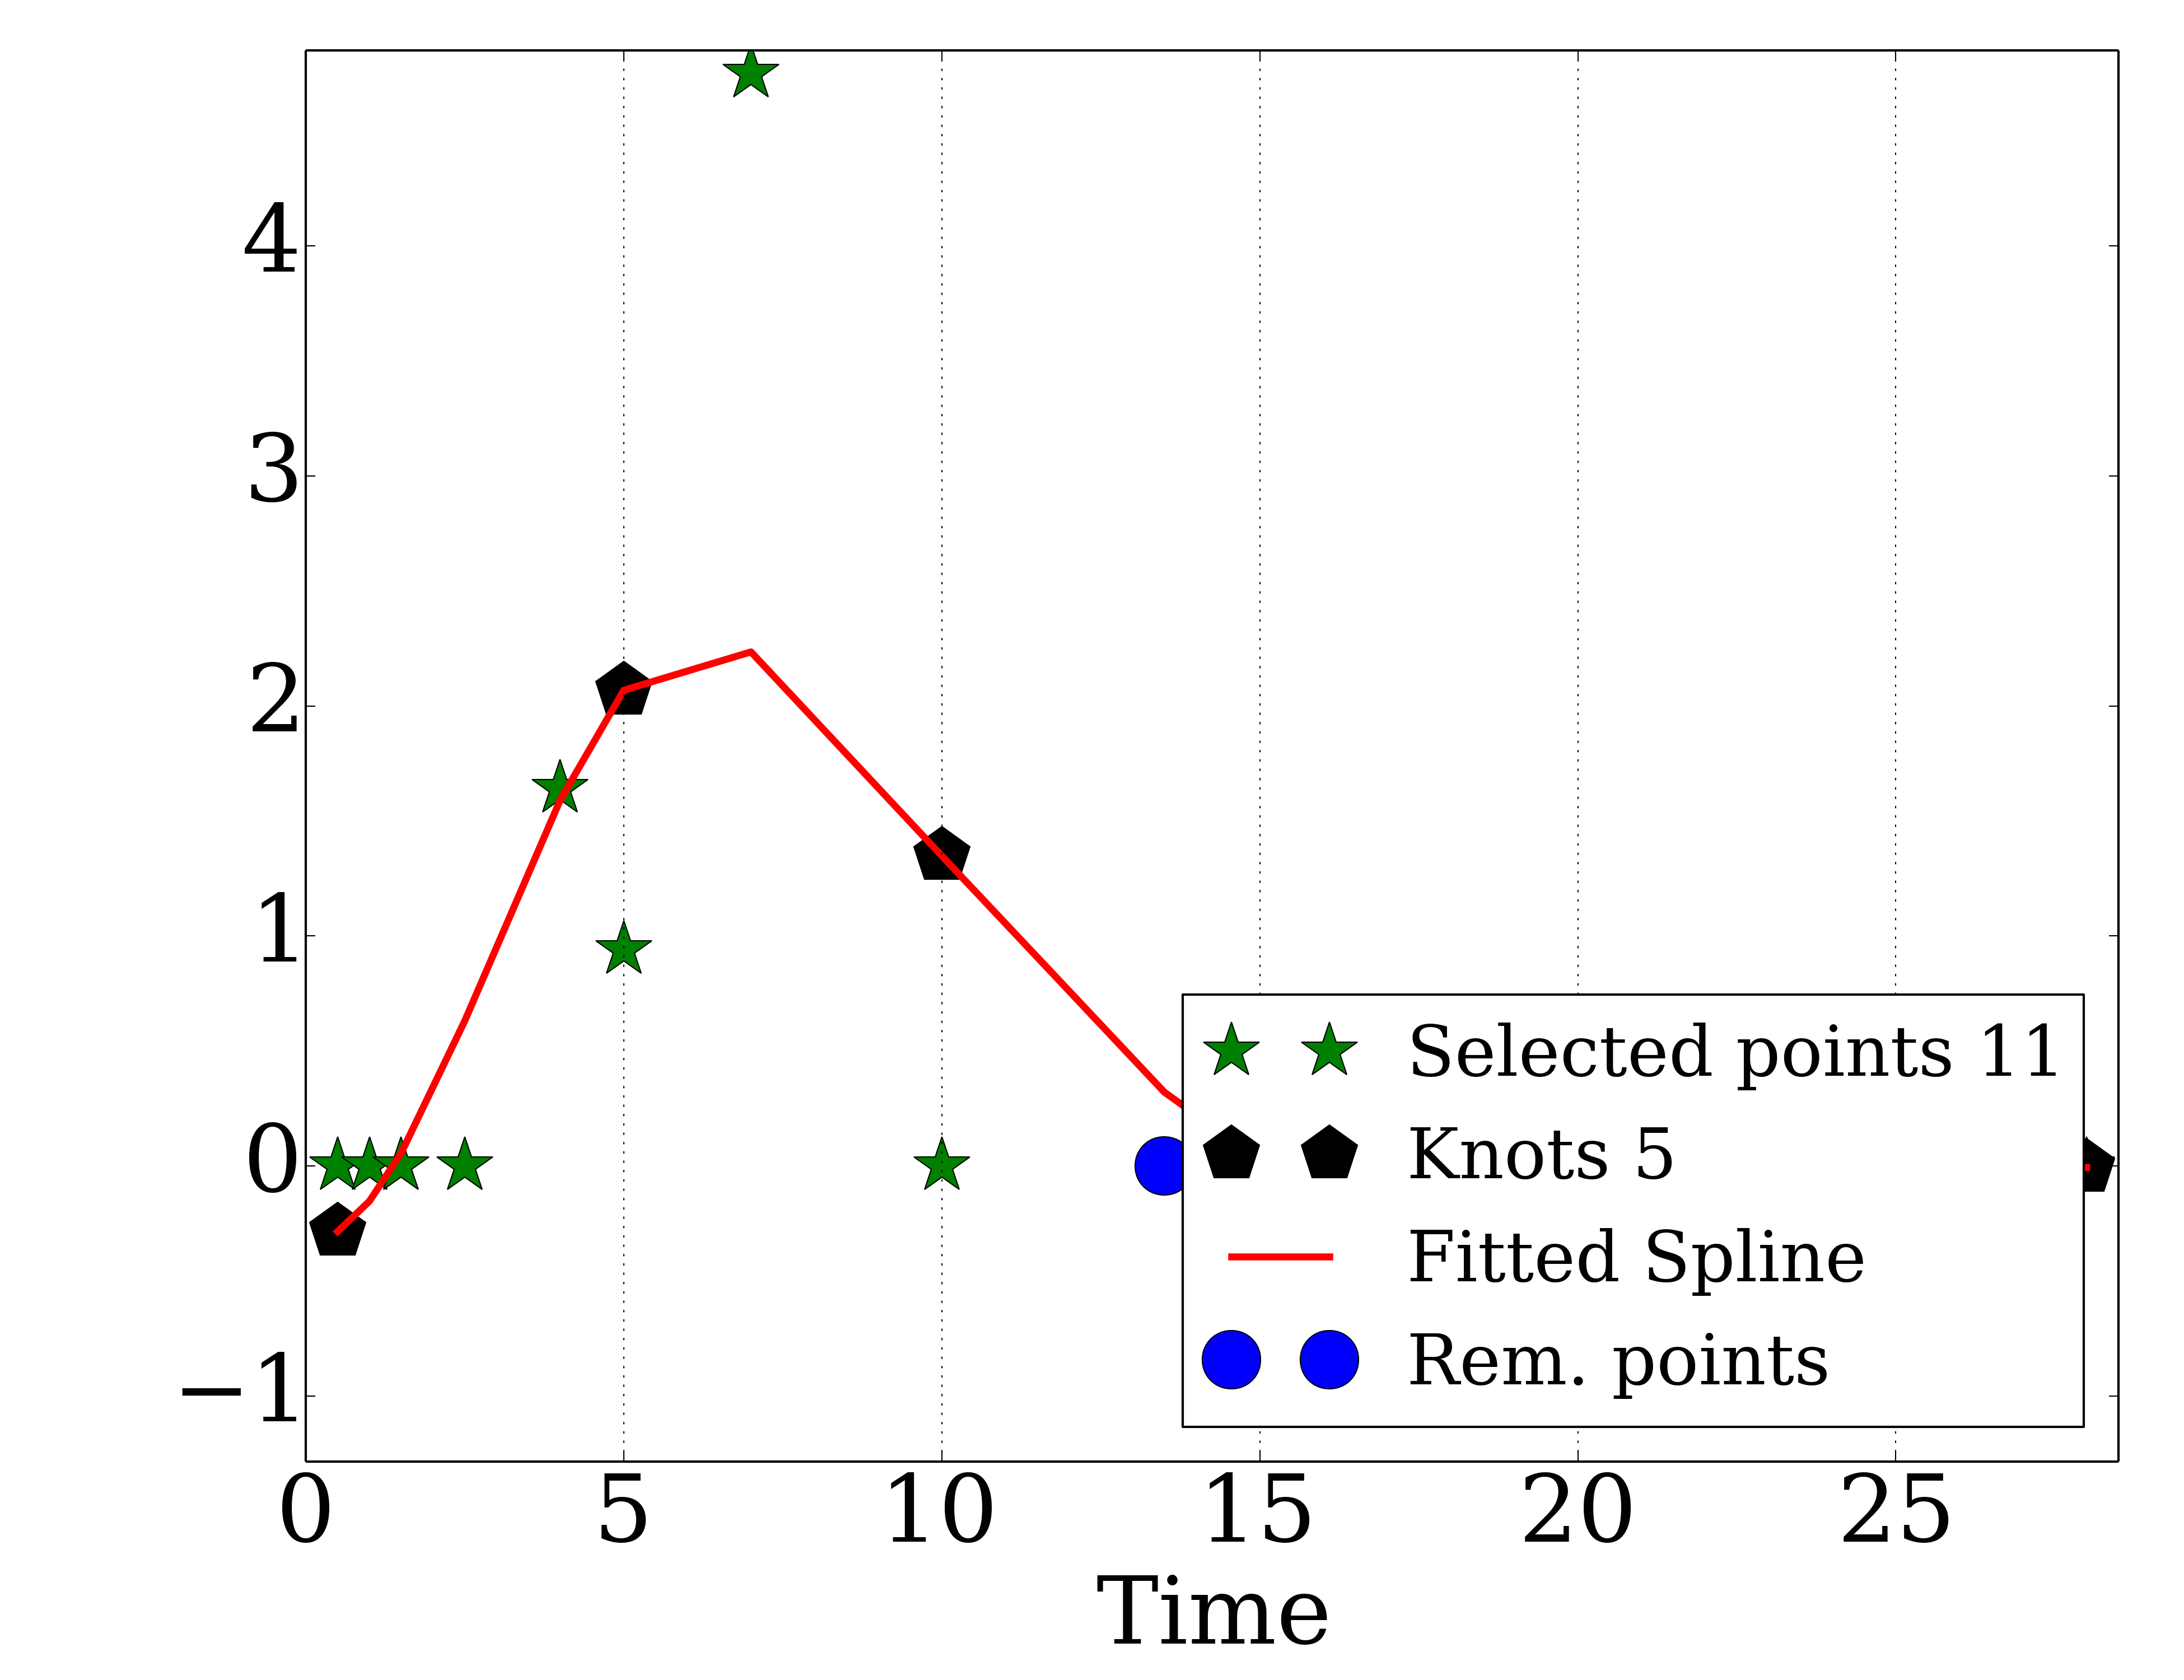 4
3
2
1
0
−1
Selected points 11
Knots 5
Fitted Spline
Rem. points
0 5 10 15 20 25
Time